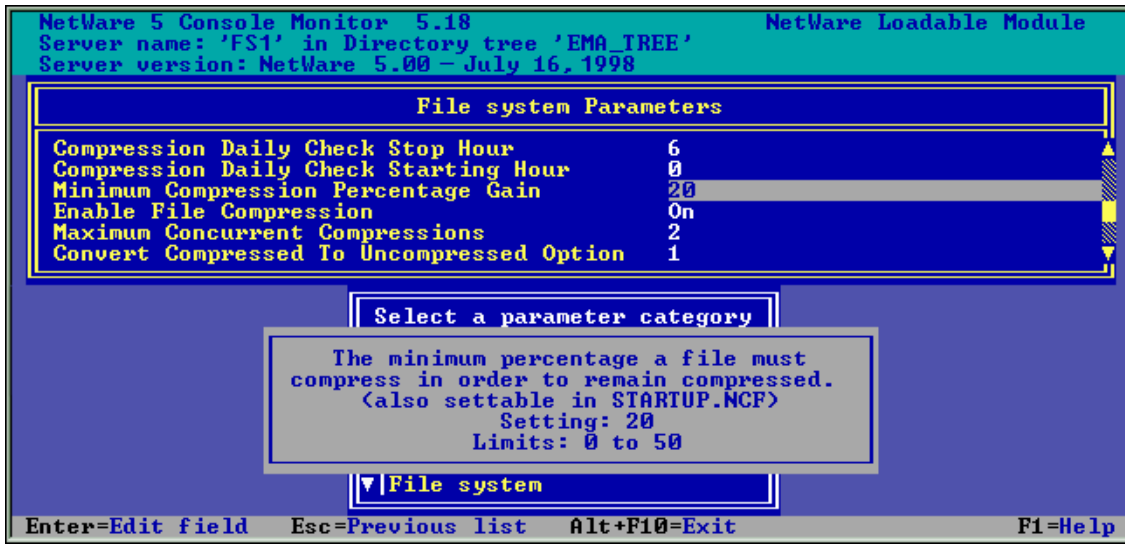 NetWare 5 Console Monitor 5.18 NetWare Loadable Module
Server name: 'FS1' in Directory tree 'EMA_TREE'
Server version: NetWare 5.00 - July 16, 1998
File system Parameters
Compression Daily Check Stop Hour 6
Compression Daily Check Starting Hour 0
Minimum Compression Percentage Gain 20
Enable File Compression On
Maximum Concurrent Compressions 2
Convert Compressed To Uncompressed Option 1
Select a parameter category
The minimum percentage a file must
compress in order to remain compressed.
(also settable in STARTUP.NCF)
Setting: 20
Limits: 0 to 50
File system
Enter=Edit field Esc=Previous list Alt+F10=Exit F1=Help